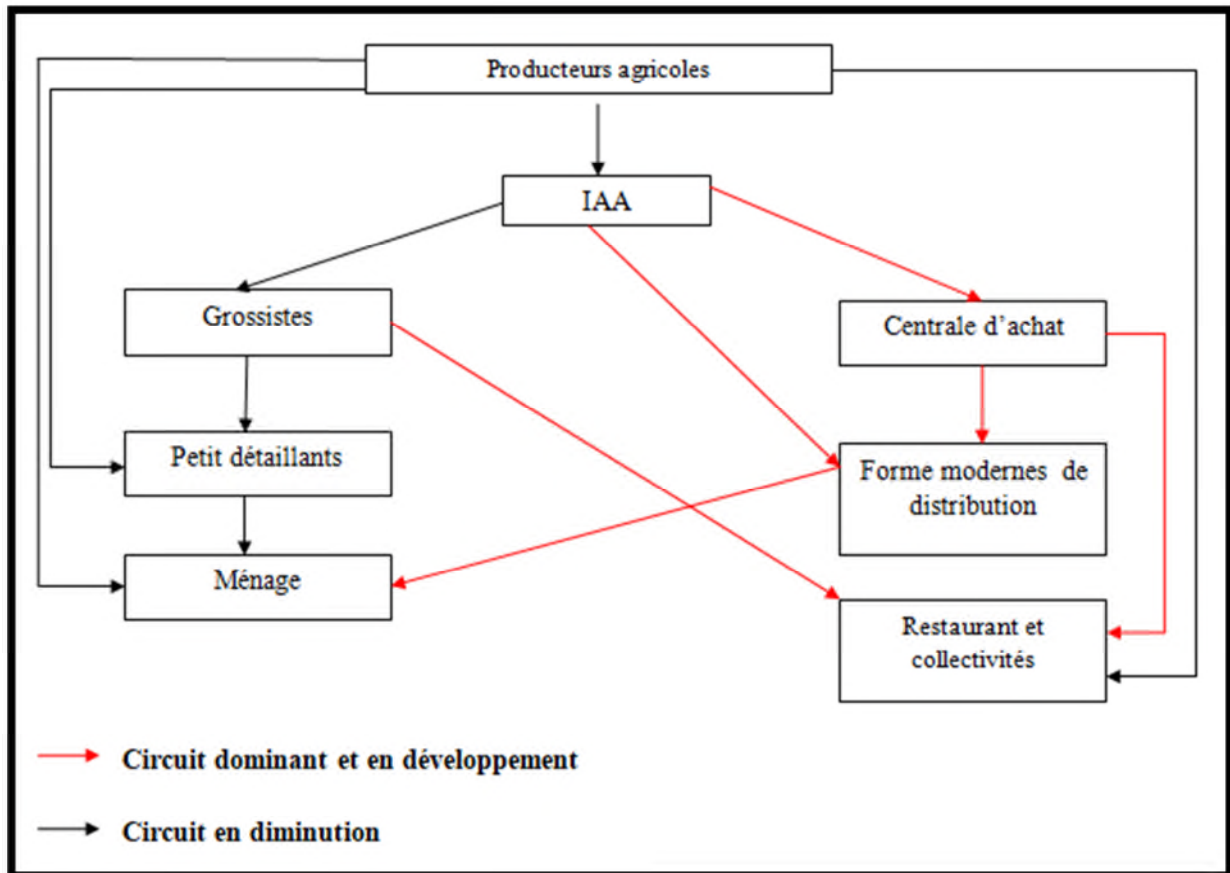 Producteurs agricoles
IAA
Grossistes
Centrale d’achat
Petit détaillants
Forme modernes de
distribution
Ménage
Restaurant et
collectivités
Circuit dominant et en développement
Circuit en diminution